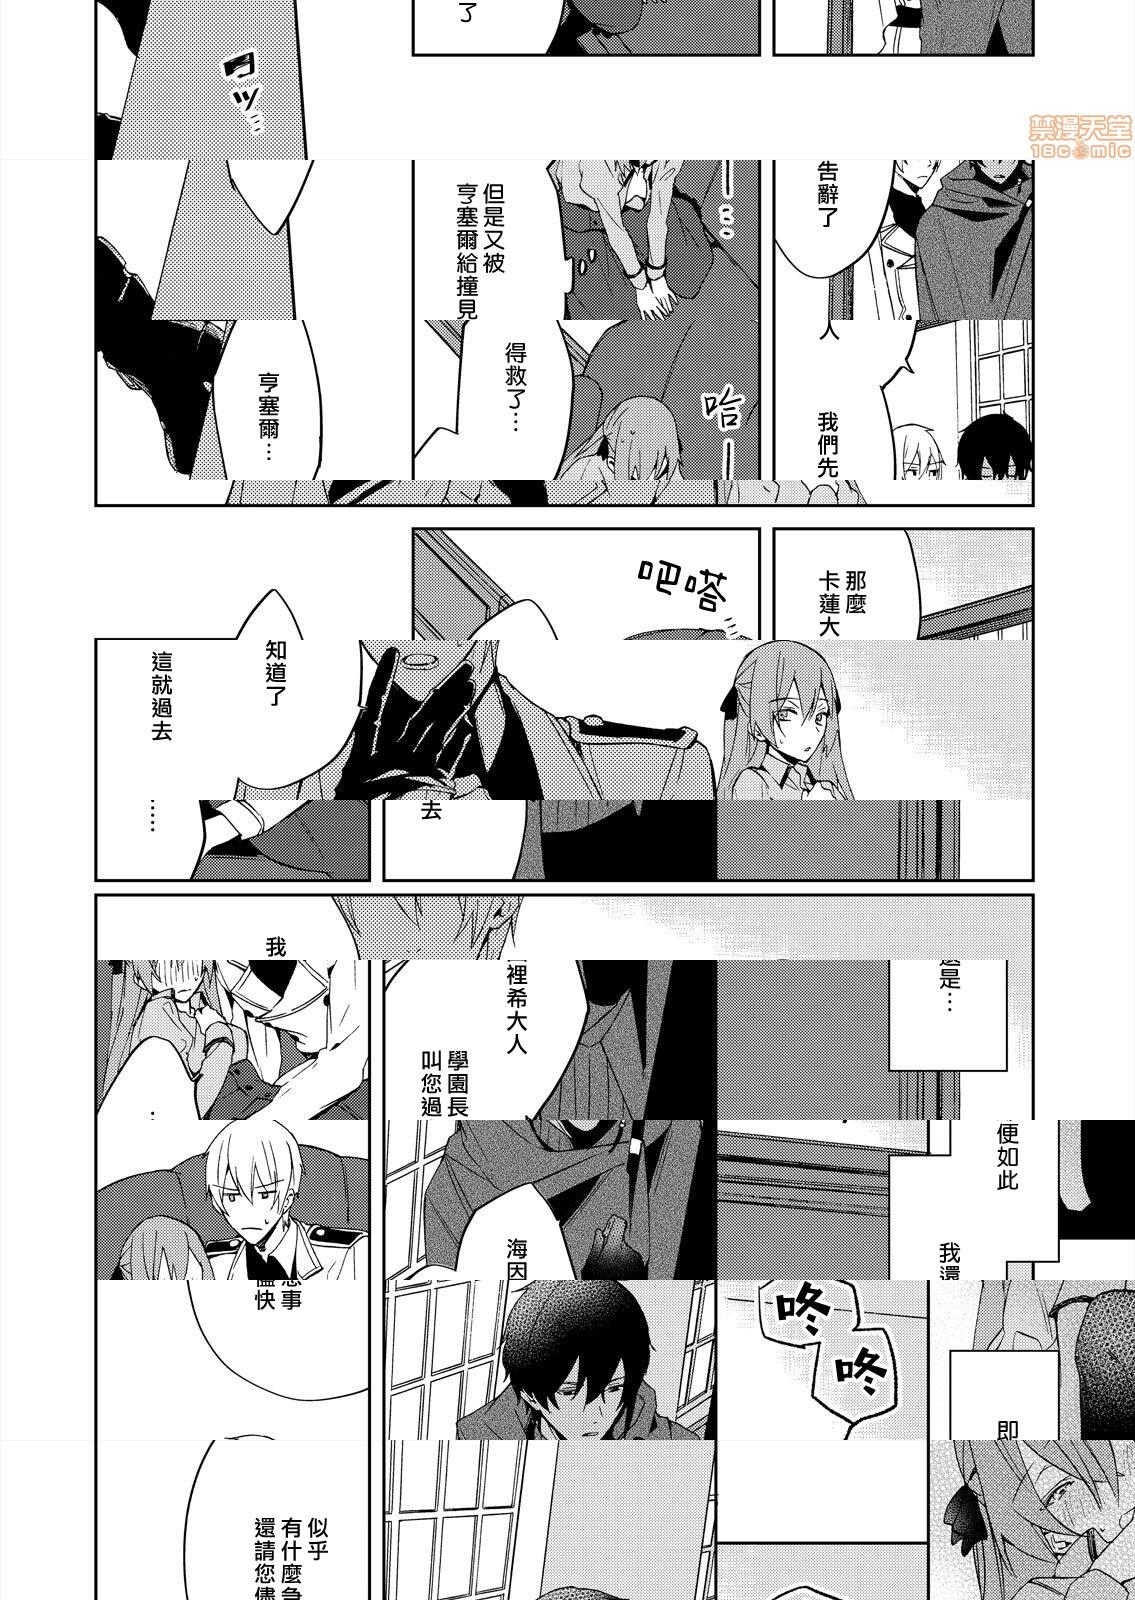 咚
咚
即便如此
我還是…
海因裡希大人
學園長
叫您過去
似乎
有什麼急事
還請您儘快
……
我知道了
這就過去
那麼
卡蓮大人
我們先告辭了
吧嗒
哈——…
得救了…
但是又被
亨塞爾給撞見了
亨塞爾…
コッ
禁漫天堂
18comic